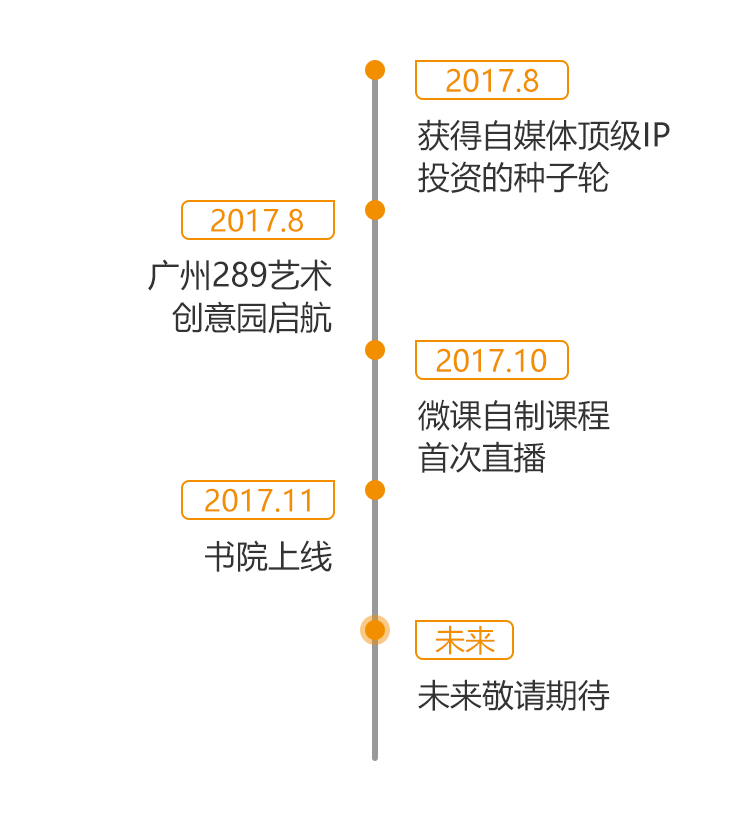 2017.8
获得自媒体顶级IP
投资的种子轮
2017.8
广州289艺术
创意园启航
2017.10
微课自制课程
首次直播
2017.11
书院上线
未来
未来敬请期待